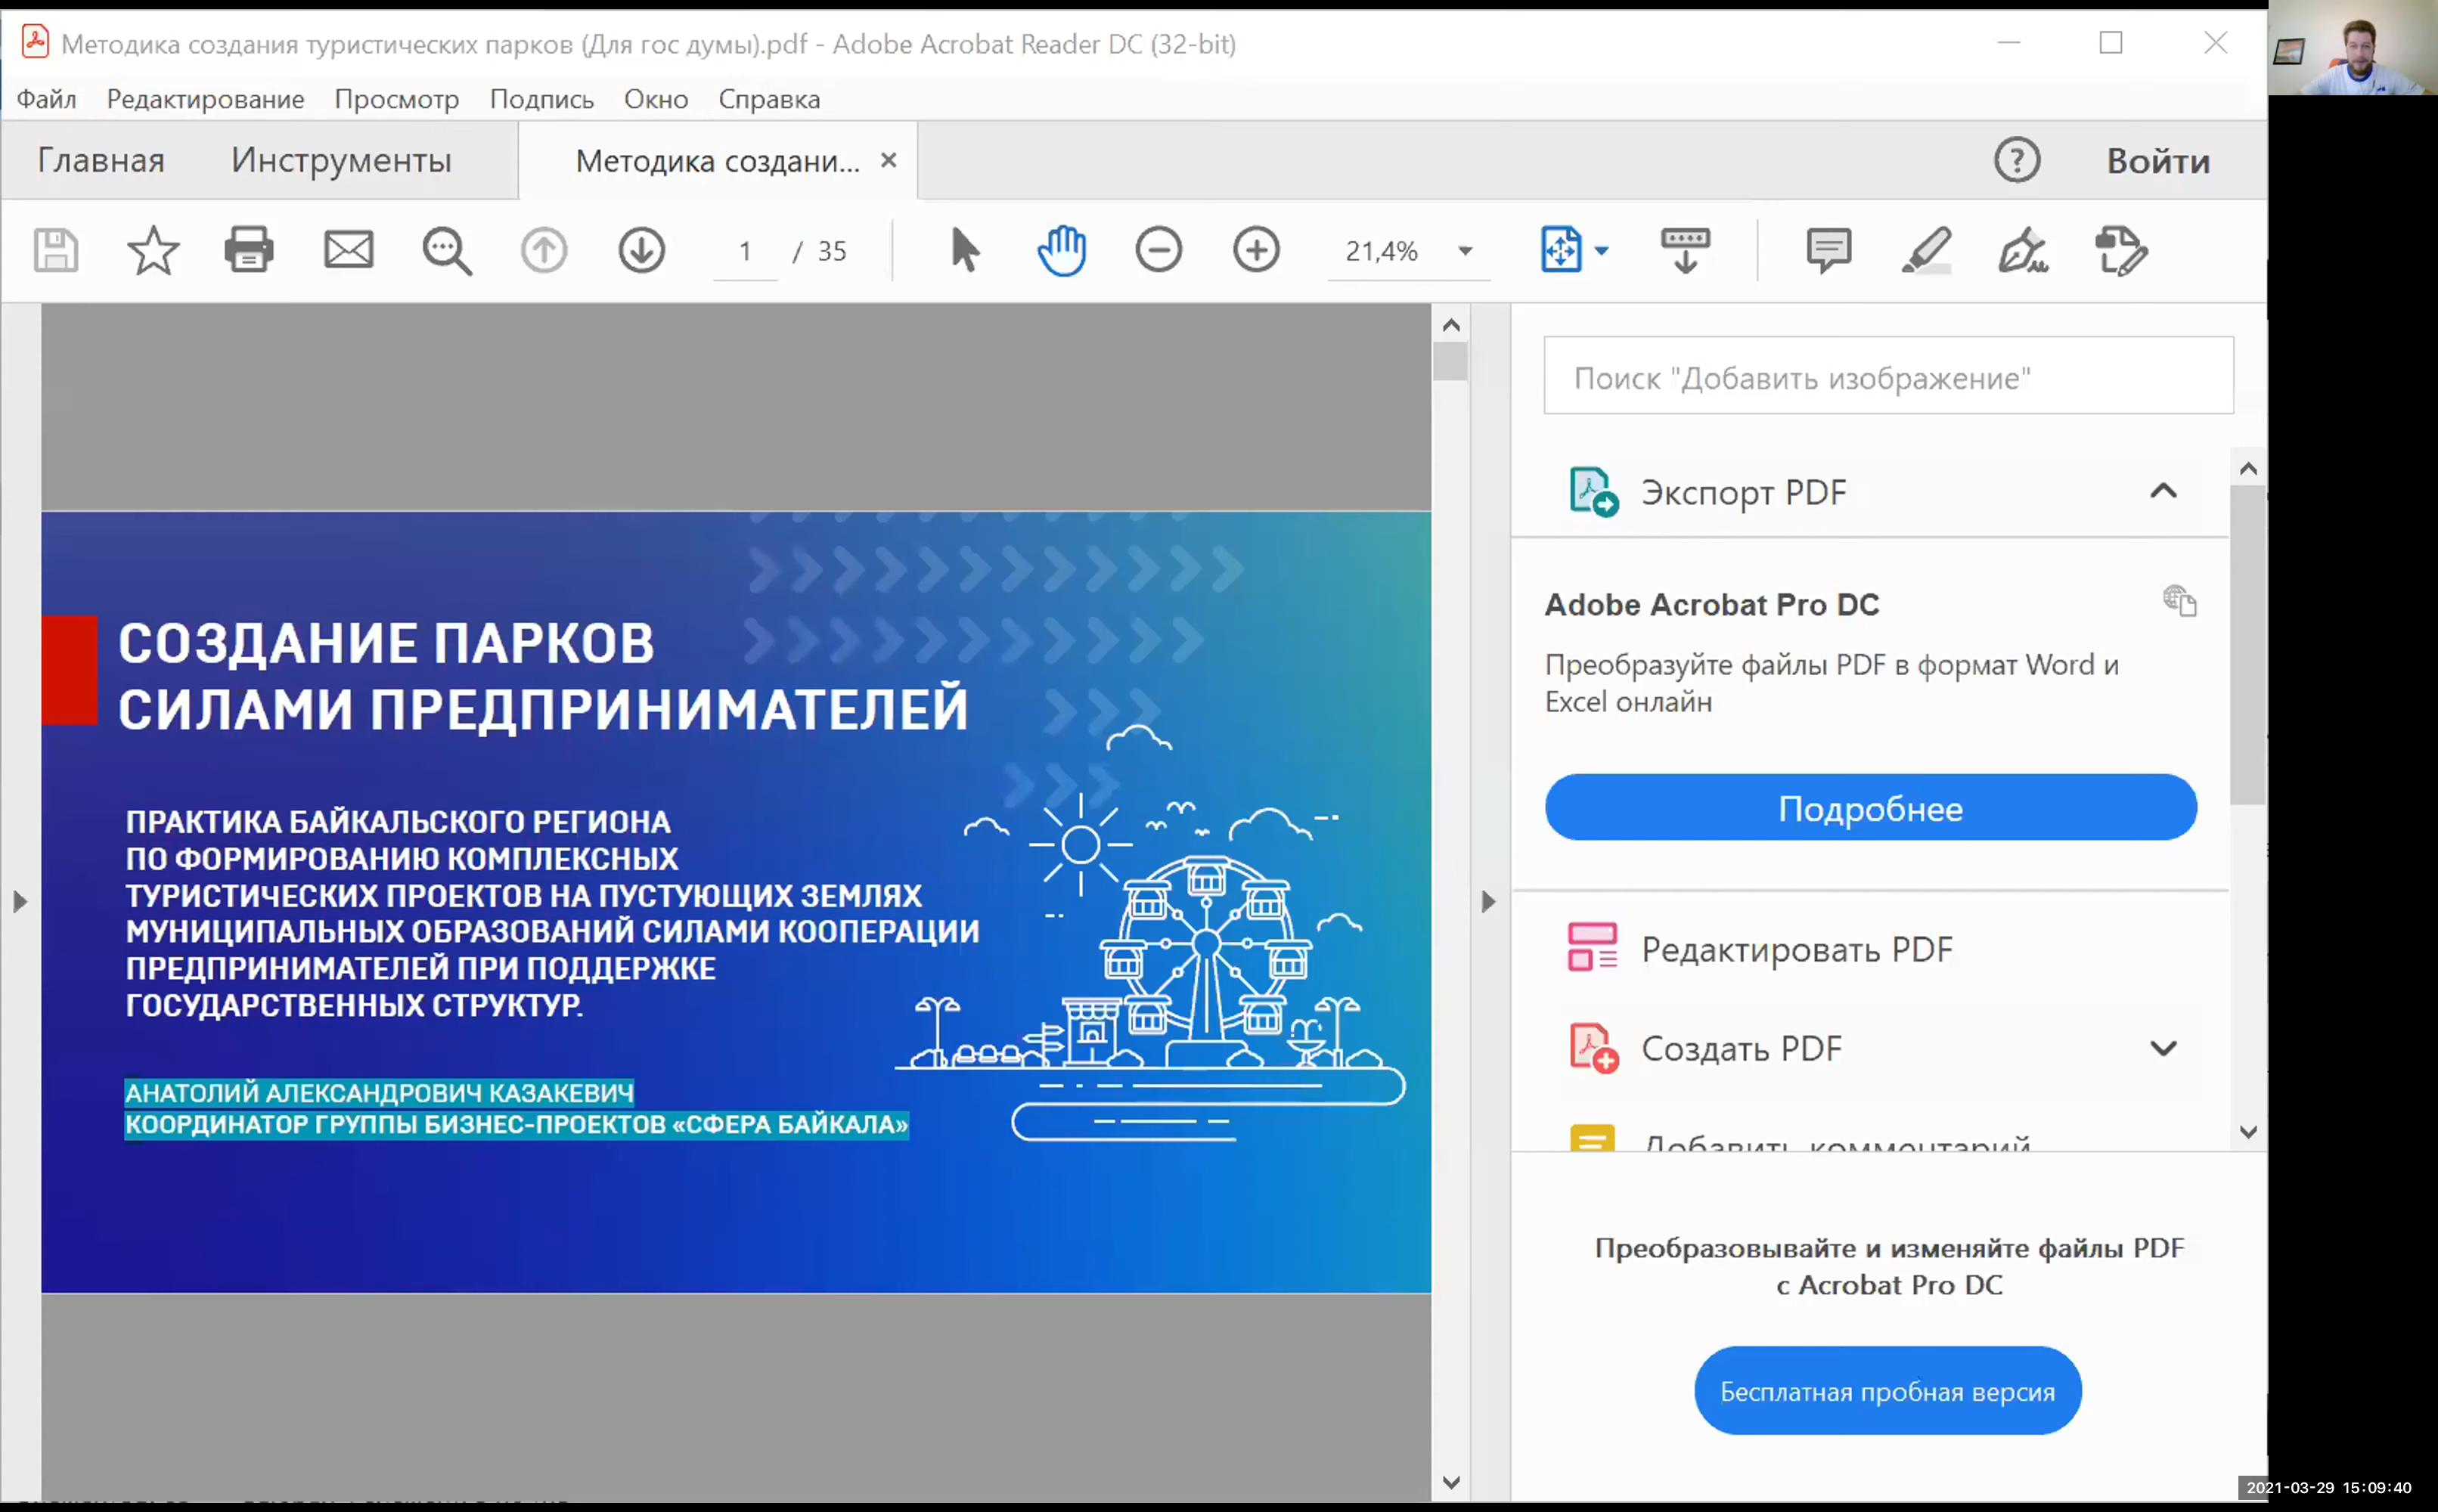 Методика создания туристических парков (Для гос думы).pdf - Adobe Acrobat Reader DC (32-bit)
Файл Редактирование Просмотр Подпись Окно Справка
Главная Инструменты Методика создани... × ? Войти
1 / 35 21,4%
Поиск "Добавить изображение"
Экспорт PDF
Adobe Acrobat Pro DC
Преобразуйте файлы PDF в формат Word и
Excel онлайн
Подробнее
Редактировать PDF
Создать PDF
Добавить комментарий
Преобразовывайте и изменяйте файлы PDF
с Acrobat Pro DC
Бесплатная пробная версия
СОЗДАНИЕ ПАРКОВ
СИЛАМИ ПРЕДПРИНИМАТЕЛЕЙ
ПРАКТИКА БАЙКАЛЬСКОГО РЕГИОНА
ПО ФОРМИРОВАНИЮ КОМПЛЕКСНЫХ
ТУРИСТИЧЕСКИХ ПРОЕКТОВ НА ПУСТУЮЩИХ ЗЕМЛЯХ
МУНИЦИПАЛЬНЫХ ОБРАЗОВАНИЙ СИЛАМИ КООПЕРАЦИИ
ПРЕДПРИНИМАТЕЛЕЙ ПРИ ПОДДЕРЖКЕ
ГОСУДАРСТВЕННЫХ СТРУКТУР.
АНАТОЛИЙ АЛЕКСАНДРОВИЧ КАЗАКЕВИЧ
КООРДИНАТОР ГРУППЫ БИЗНЕС-ПРОЕКТОВ «СФЕРА БАЙКАЛА»
2021-03-29 15:09:40